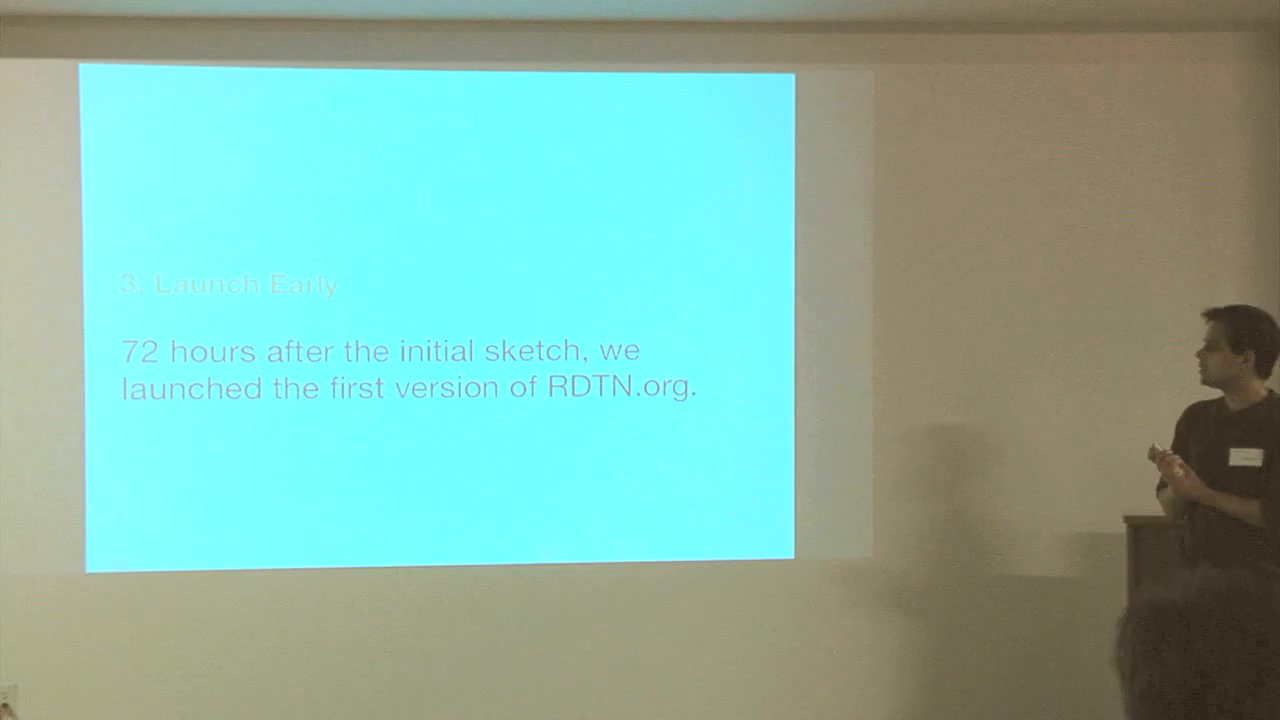 3. Launch Early
72 hours after the initial sketch, we
launched the first version of RDTN.org.